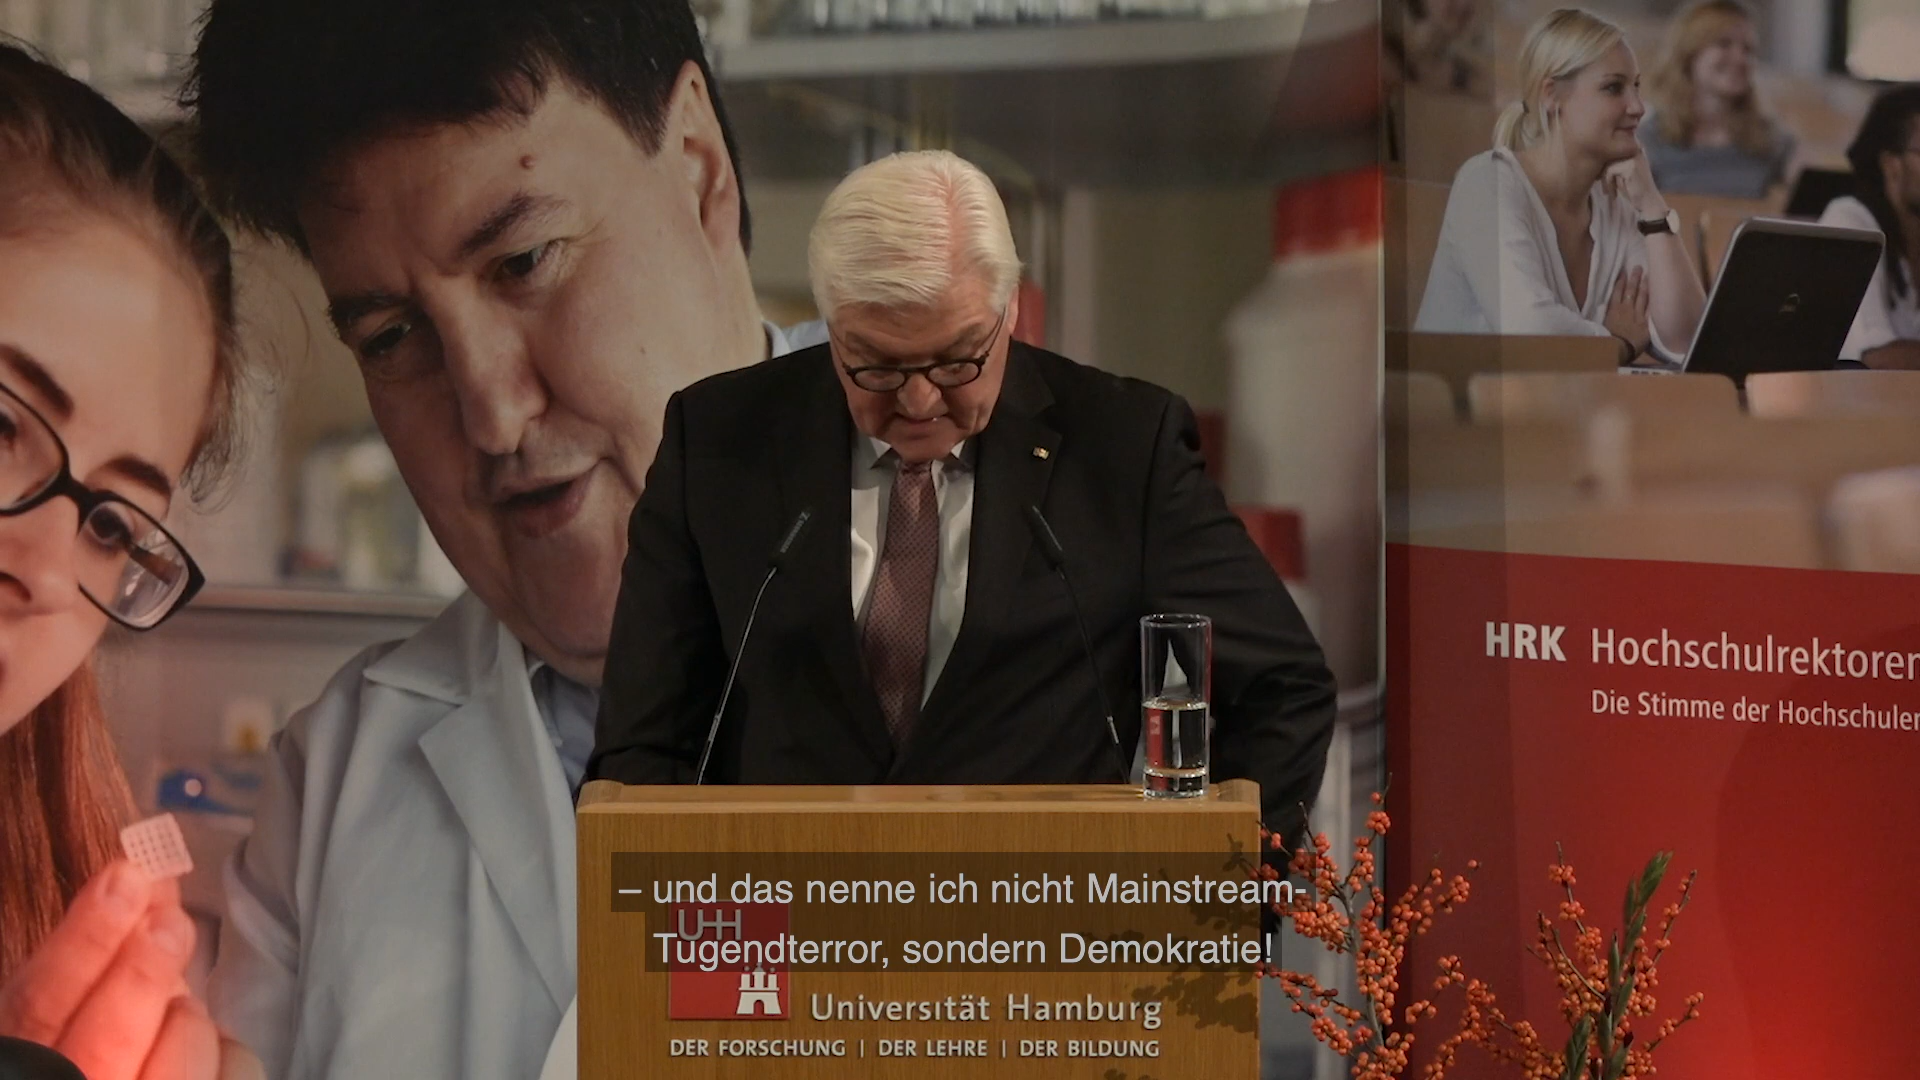 HRK Hochschulrektoren
Die Stimme der Hochschulen
– und das nenne ich nicht Mainstream-
Tugendterror, sondern Demokratie!
UHH
Universität Hamburg
DER FORSCHUNG | DER LEHRE | DER BILDUNG